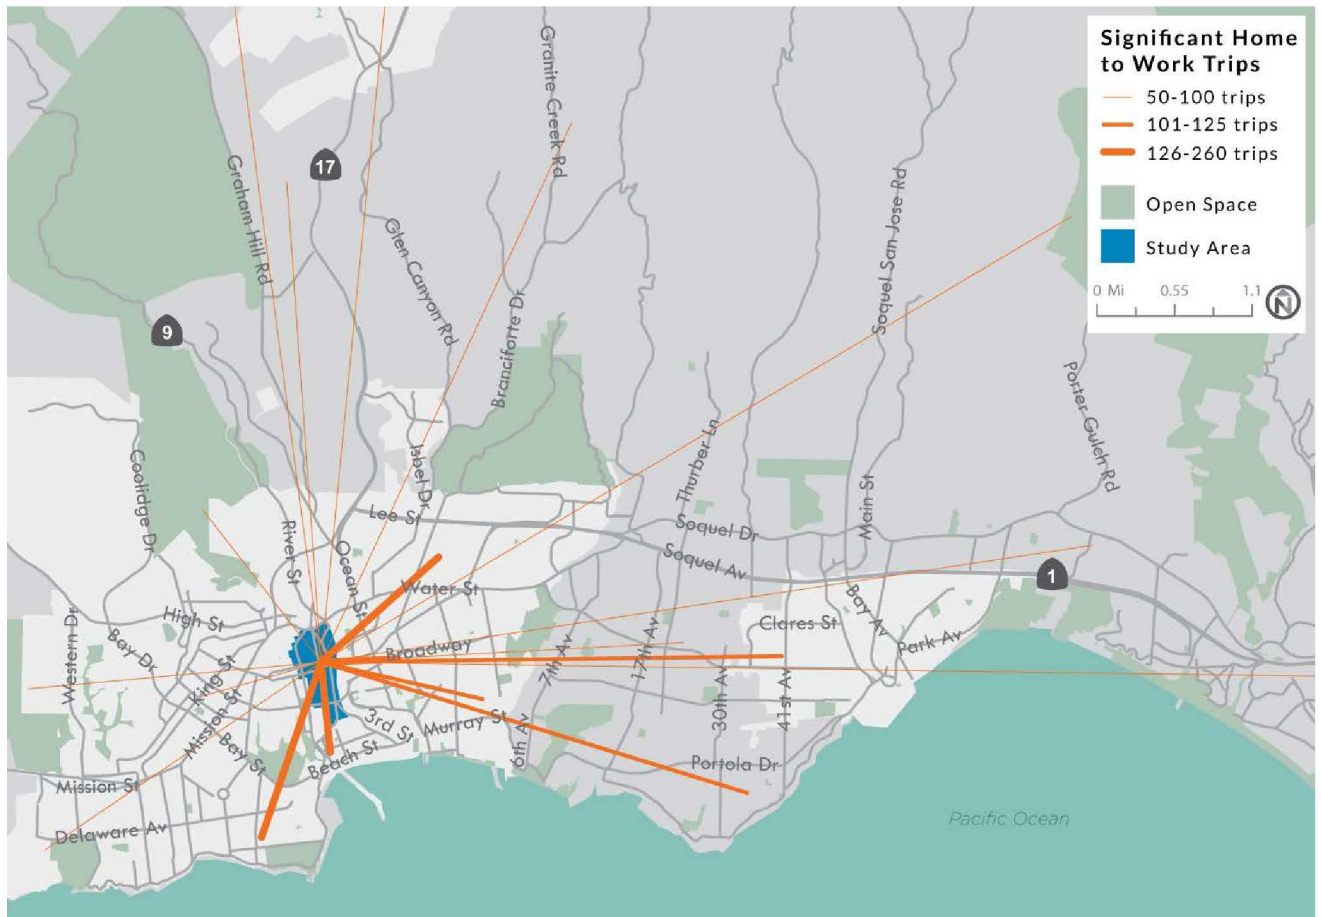 Significant Home
to Work Trips
50-100 trips
101-125 trips
126-260 trips
Open Space
Study Area
0 Mi 0.55 1.1
N
Granite Creek Rd
17
Graham Hill Rd
Glen Canyon Rd
Soquel San Jose Rd
9
Branciforte Dr
Porter Gulch Rd
Thurber Ln
Coolidge Dr
Isbel Dr
Main St
Lee St
Soquel Dr
River St
Ocean St
Soquel Av
1
Water St
Western Dr
High St
Bay Dr
Broadway
7th Av
17th Av
Clares St
Bay Av
Park Av
King St
Mission St
3rd St
Murray St
6th Av
30th Av
41st Av
Bay St
Beach St
Portola Dr
Mission St
Delaware Av
Pacific Ocean